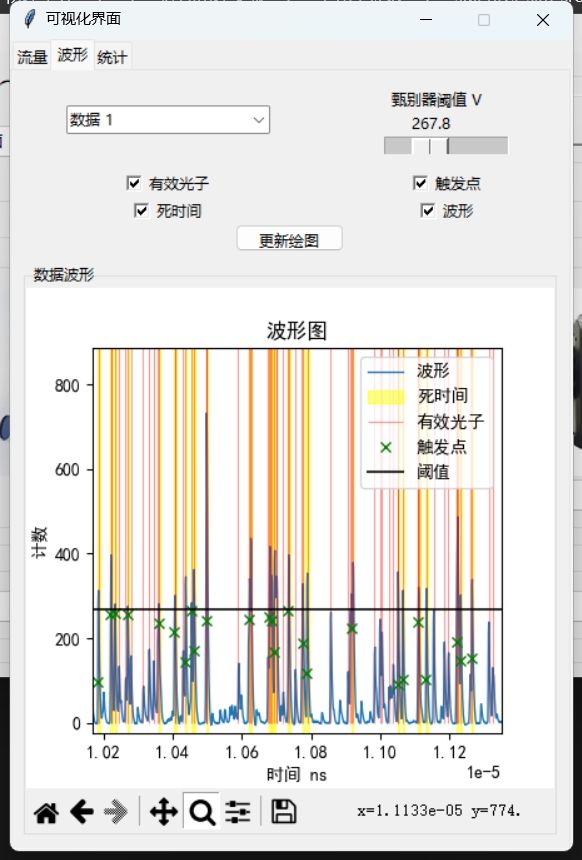 可视化界面
流量 波形 统计
数据 1
甄别器阈值 V
267.8
有效光子 触发点
死时间 波形
更新绘图
数据波形
波形图
波形
死时间
有效光子
触发点
阈值
800
600
400
200
0
计数
1.02 1.04 1.06 1.08 1.10 1.12
时间 ns
1e-5
x=1.1133e-05 y=774.